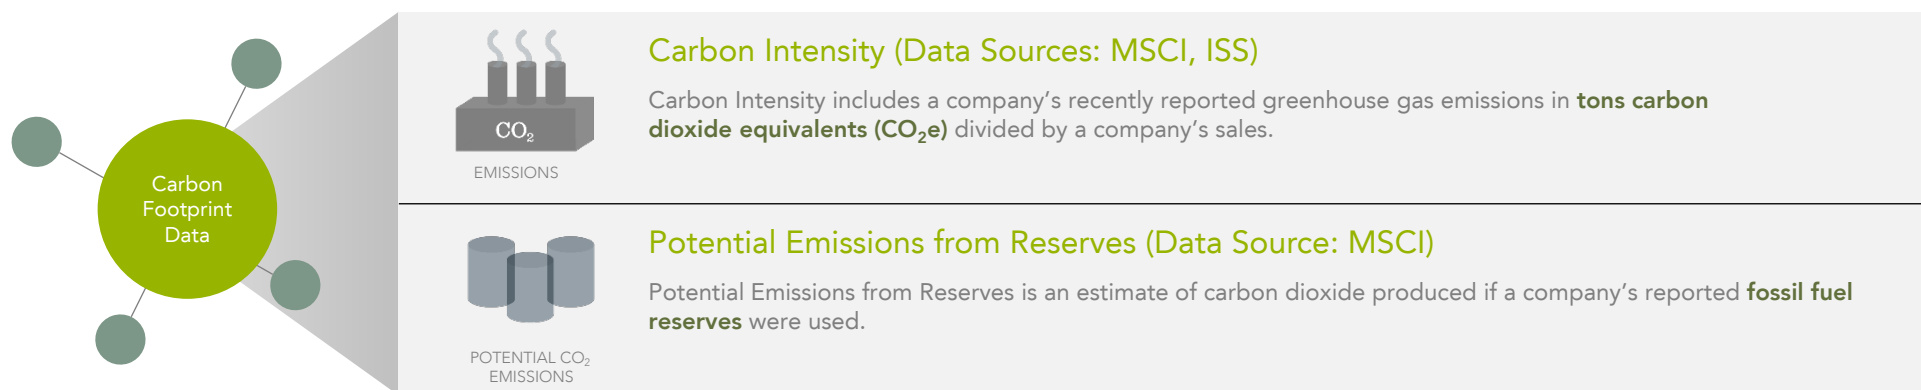 Carbon
Footprint
Data
CO₂
EMISSIONS
Carbon Intensity (Data Sources: MSCI, ISS)
Carbon Intensity includes a company’s recently reported greenhouse gas emissions in tons carbon
dioxide equivalents (CO₂e) divided by a company’s sales.
POTENTIAL CO₂
EMISSIONS
Potential Emissions from Reserves (Data Source: MSCI)
Potential Emissions from Reserves is an estimate of carbon dioxide produced if a company’s reported fossil fuel
reserves were used.